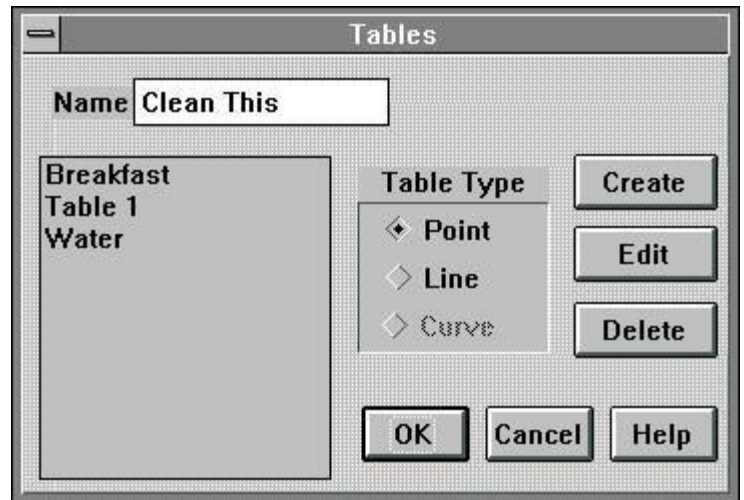 Tables
Name Clean This
Breakfast
Table 1
Water
Table Type
Point
Line
Curve
Create
Edit
Delete
OK
Cancel
Help